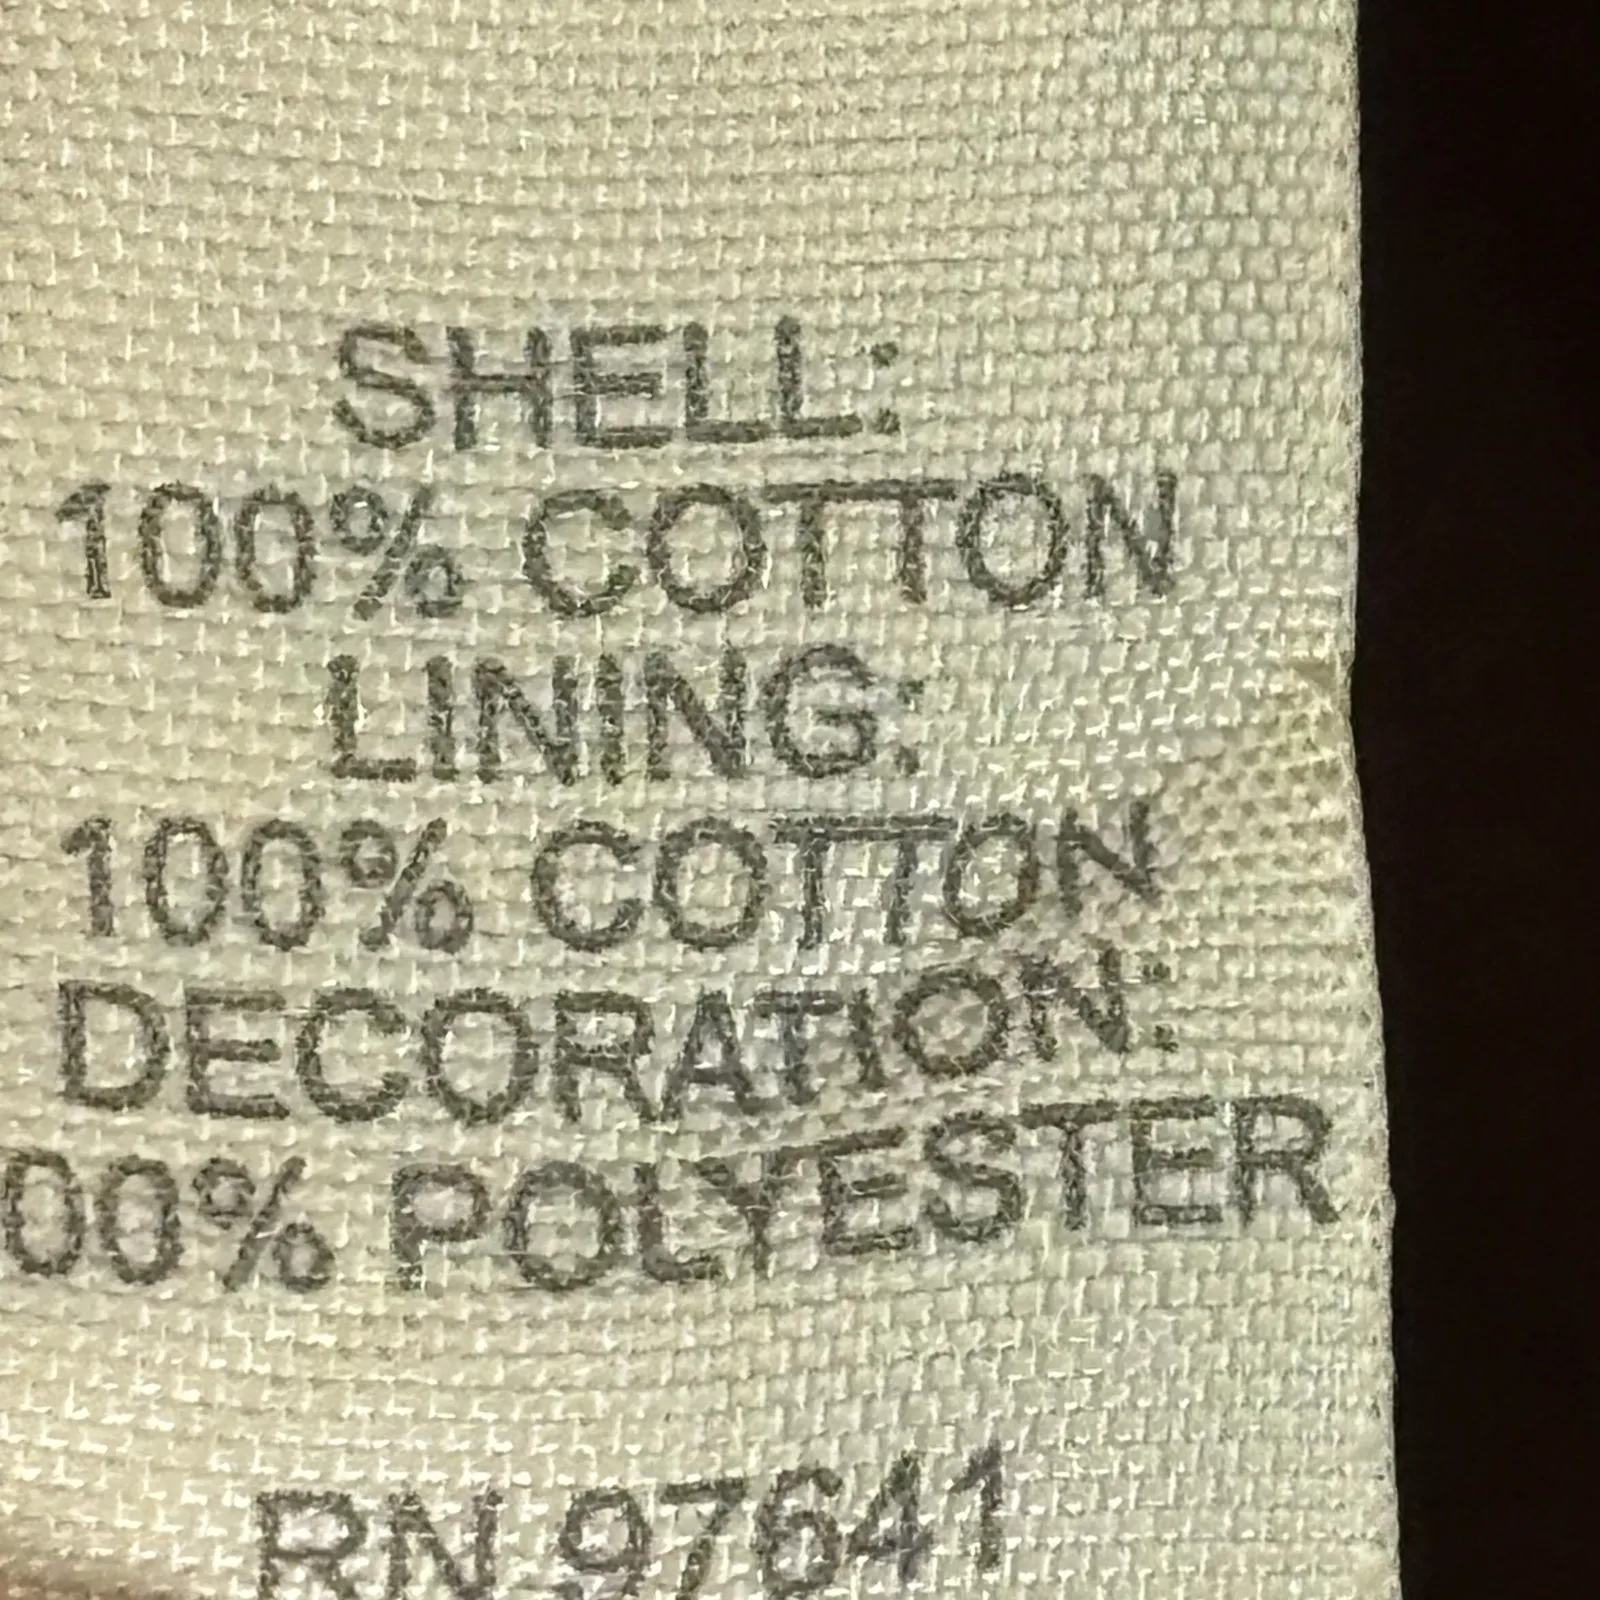 SHELL:
100% COTTON
LINING:
100% COTTON
DECORATION:
00% POLYESTER
RN 97641